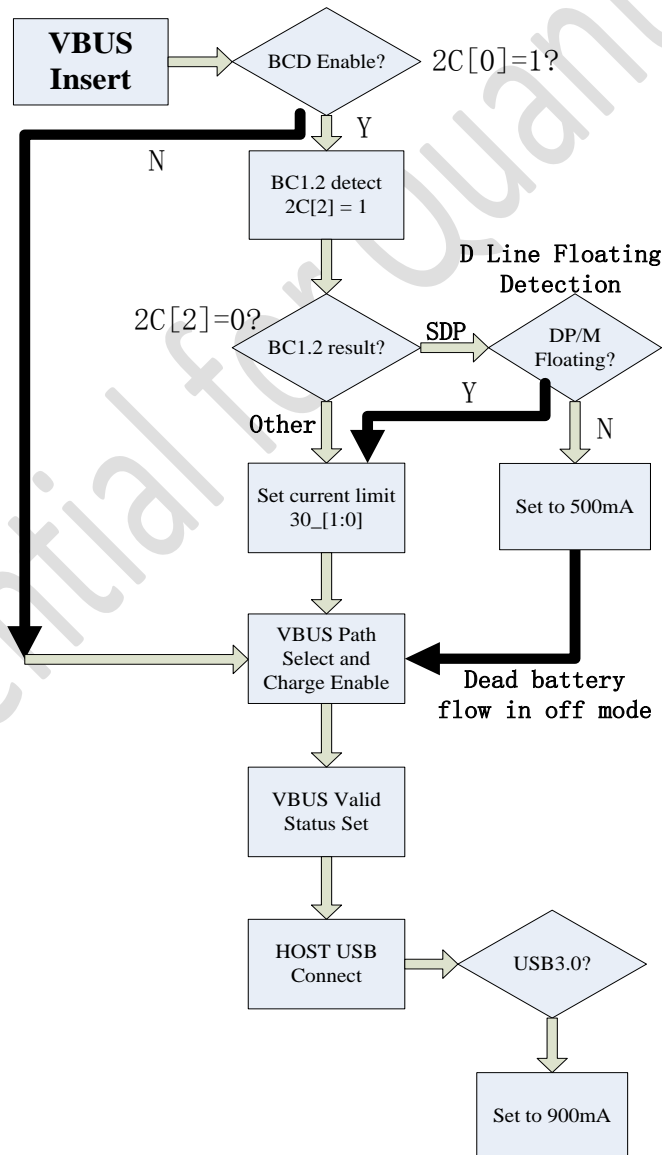 VBUS
Insert
BCD Enable?
2C[0]=1?
Y
N
BC1.2 detect
2C[2] = 1
D Line Floating
Detection
2C[2]=0?
BC1.2 result?
SDP
DP/M
Floating?
Y
N
Other
Set current limit
30_[1:0]
Set to 500mA
VBUS Path
Select and
Charge Enable
Dead battery
flow in off mode
VBUS Valid
Status Set
HOST USB
Connect
USB3.0?
Set to 900mA
ential for Quan